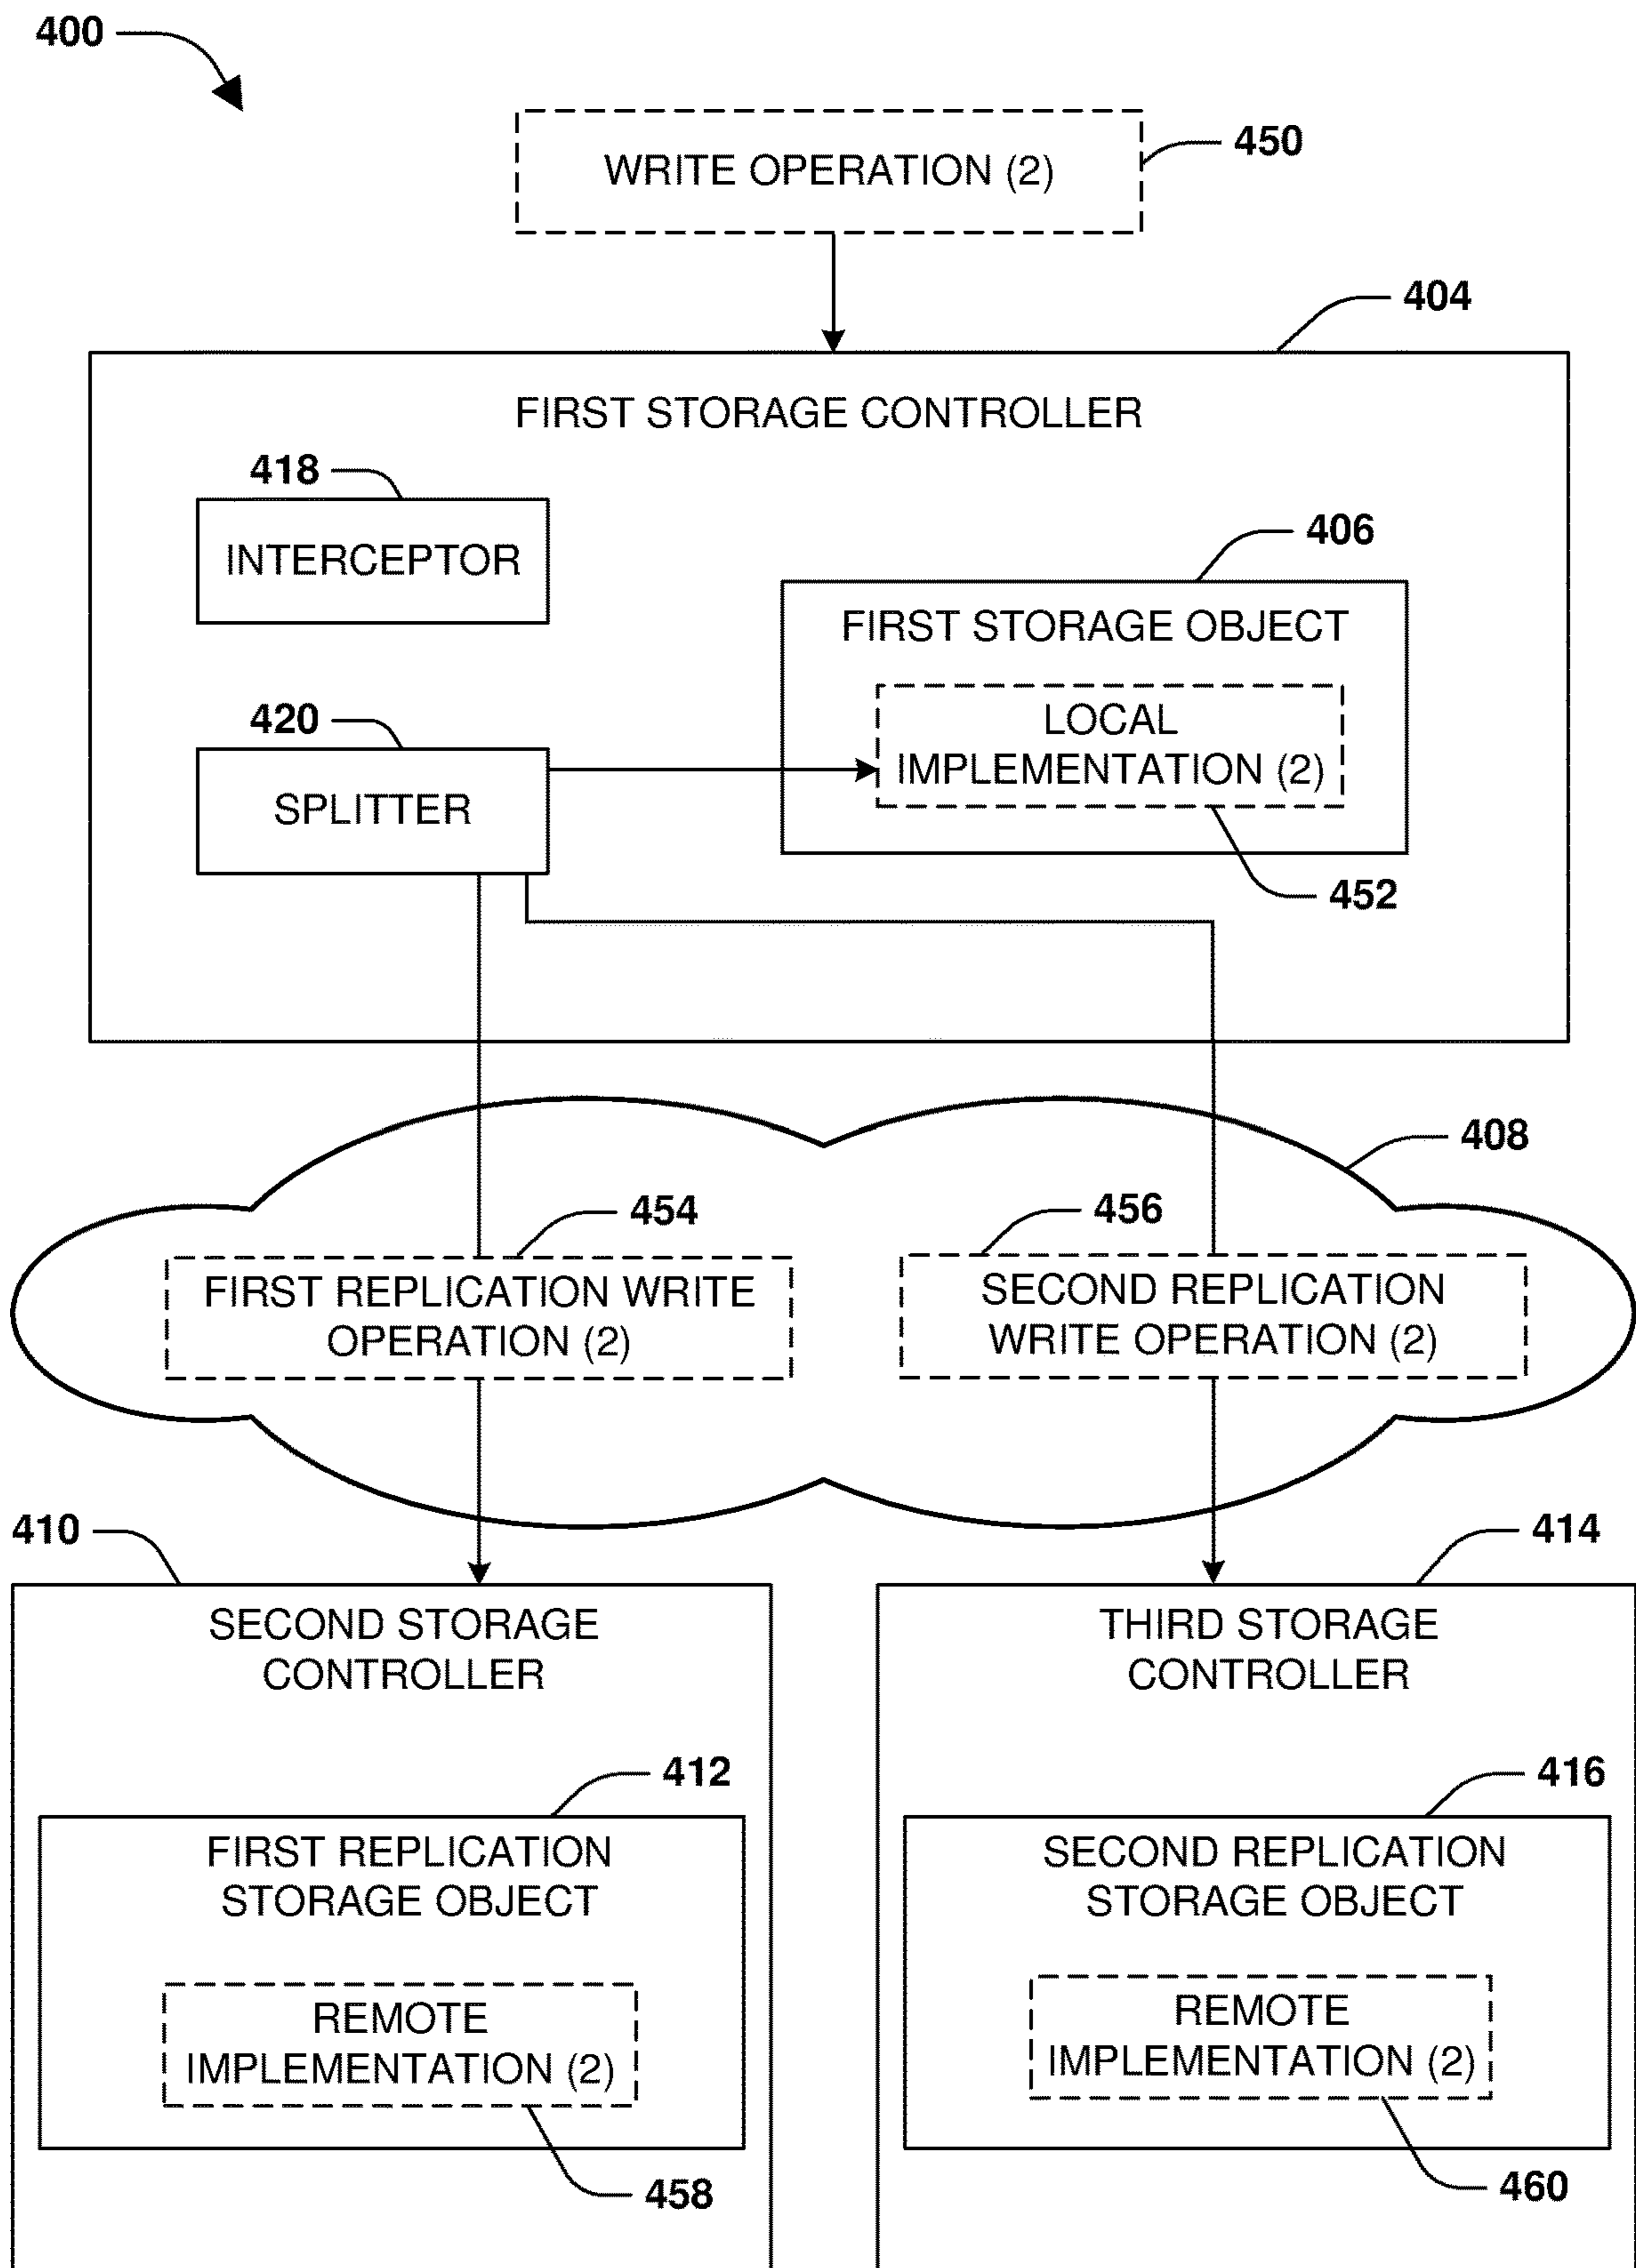 400
WRITE OPERATION (2)
450
404
FIRST STORAGE CONTROLLER
418
INTERCEPTOR
406
FIRST STORAGE OBJECT
LOCAL
IMPLEMENTATION (2)
452
420
SPLITTER
408
454
FIRST REPLICATION WRITE
OPERATION (2)
456
SECOND REPLICATION
WRITE OPERATION (2)
410
SECOND STORAGE
CONTROLLER
412
FIRST REPLICATION
STORAGE OBJECT
REMOTE
IMPLEMENTATION (2)
458
414
THIRD STORAGE
CONTROLLER
416
SECOND REPLICATION
STORAGE OBJECT
REMOTE
IMPLEMENTATION (2)
460